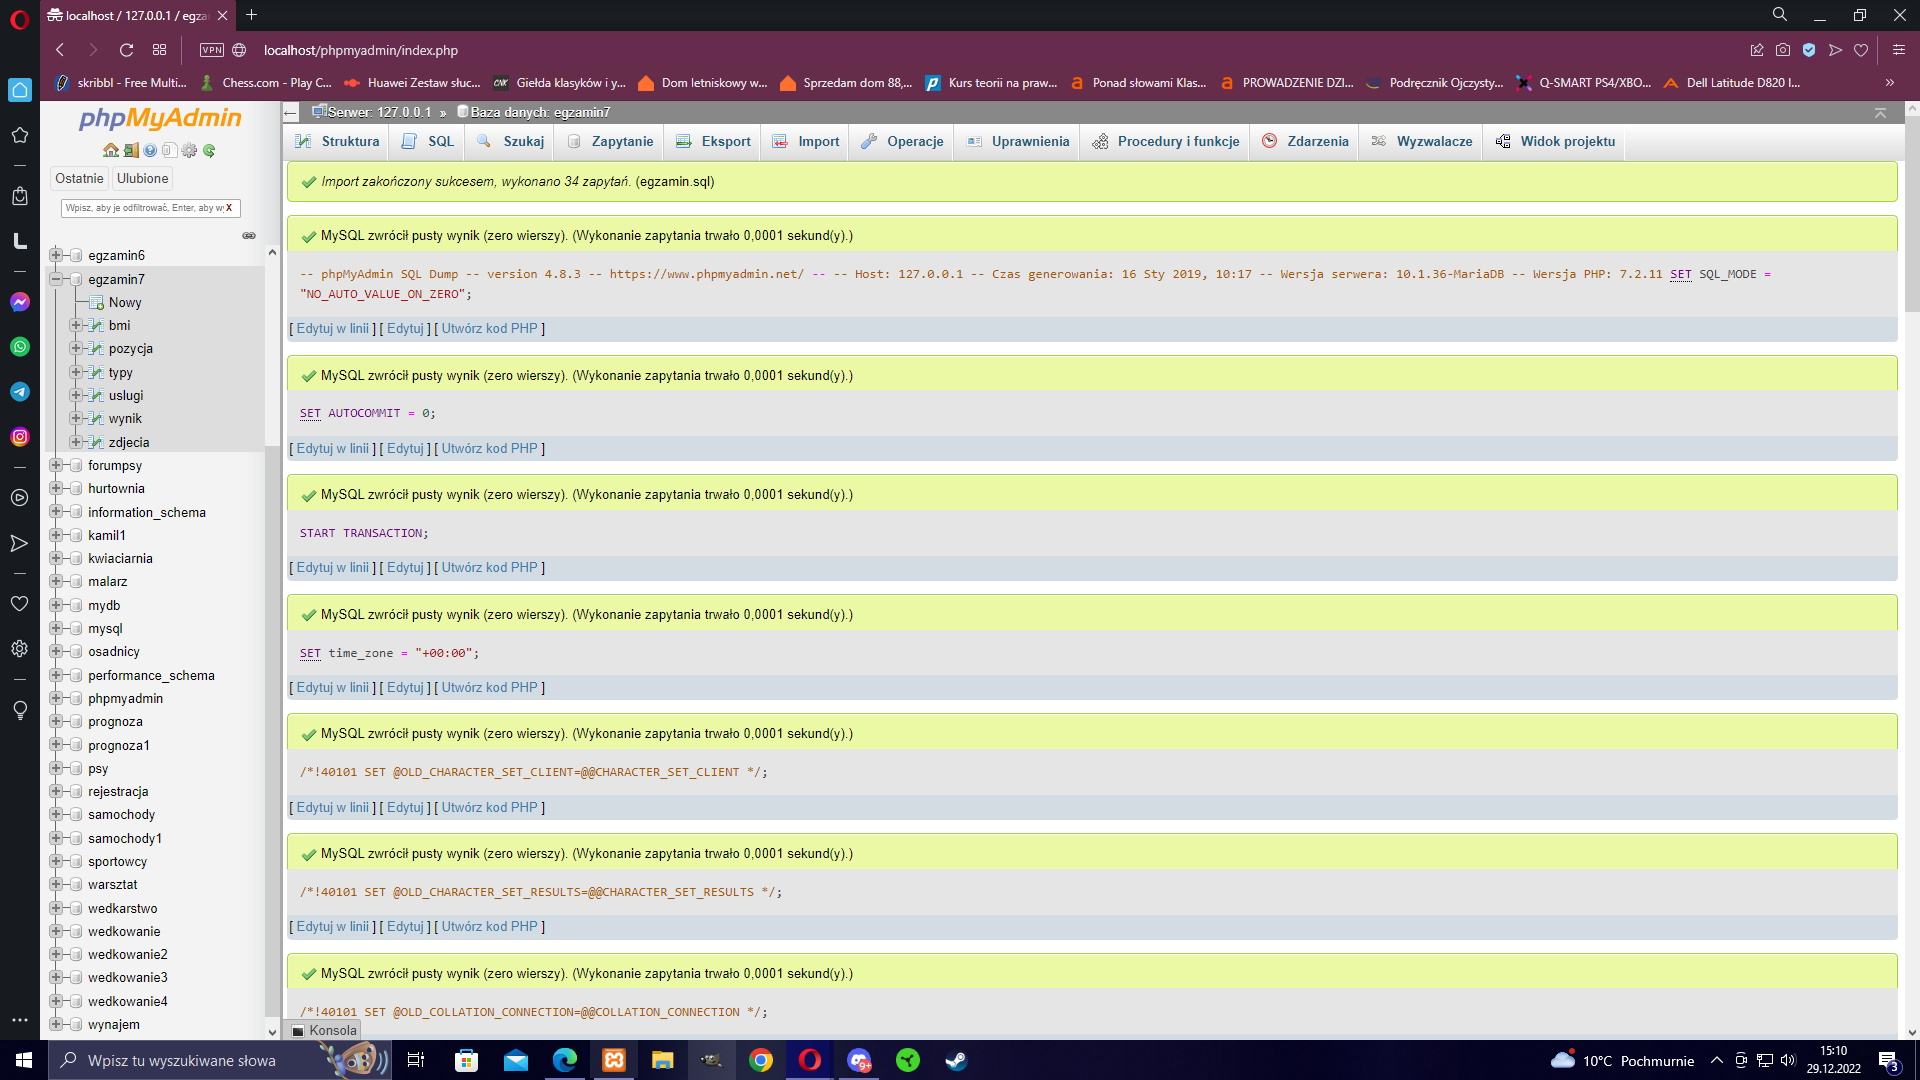 localhost / 127.0.0.1 / egza
VPN
localhost/phpmyadmin/index.php
skribbl - Free Multi...
Chess.com - Play C...
Huawei Zestaw słuc...
CNK
Giełda klasyków i y...
Dom letniskowy w...
Sprzedam dom 88,...
Kurs teorii na praw...
Ponad słowami Klas...
PROWADZENIE DZI...
Podręcznik Ojczysty...
Q-SMART PS4/XBO...
Dell Latitude D820 I...
phpMyAdmin
Ostatnie
Ulubione
Wpisz, aby je odfiltrować, Enter, aby wy
X
egzamin6
egzamin7
Nowy
bmi
pozycja
typy
uslugi
wynik
zdjecia
forumpsy
hurtownia
information_schema
kamil1
kwiaciarnia
malarz
mydb
mysql
osadnicy
performance_schema
phpmyadmin
prognoza
prognoza1
psy
rejestracja
samochody
samochody1
sportowcy
warsztat
wedkarstwo
wedkowanie
wedkowanie2
wedkowanie3
wedkowanie4
wynajem
Serwer: 127.0.0.1 » Baza danych: egzamin7
Struktura
SQL
Szukaj
Zapytanie
Eksport
Import
Operacje
Uprawnienia
Procedury i funkcje
Zdarzenia
Wyzwalacze
Widok projektu
Import zakończony sukcesem, wykonano 34 zapytań. (egzamin.sql)
MySQL zwrócił pusty wynik (zero wierszy). (Wykonanie zapytania trwało 0,0001 sekund(y).)
-- phpMyAdmin SQL Dump -- version 4.8.3 -- https://www.phpmyadmin.net/ -- -- Host: 127.0.0.1 -- Czas generowania: 16 Sty 2019, 10:17 -- Wersja serwera: 10.1.36-MariaDB -- Wersja PHP: 7.2.11 SET SQL_MODE =
"NO_AUTO_VALUE_ON_ZERO";
[ Edytuj w linii ] [ Edytuj ] [ Utwórz kod PHP ]
MySQL zwrócił pusty wynik (zero wierszy). (Wykonanie zapytania trwało 0,0001 sekund(y).)
SET AUTOCOMMIT = 0;
[ Edytuj w linii ] [ Edytuj ] [ Utwórz kod PHP ]
MySQL zwrócił pusty wynik (zero wierszy). (Wykonanie zapytania trwało 0,0001 sekund(y).)
START TRANSACTION;
[ Edytuj w linii ] [ Edytuj ] [ Utwórz kod PHP ]
MySQL zwrócił pusty wynik (zero wierszy). (Wykonanie zapytania trwało 0,0001 sekund(y).)
SET time_zone = "+00:00";
[ Edytuj w linii ] [ Edytuj ] [ Utwórz kod PHP ]
MySQL zwrócił pusty wynik (zero wierszy). (Wykonanie zapytania trwało 0,0001 sekund(y).)
/*!40101 SET @OLD_CHARACTER_SET_CLIENT=@@CHARACTER_SET_CLIENT */;
[ Edytuj w linii ] [ Edytuj ] [ Utwórz kod PHP ]
MySQL zwrócił pusty wynik (zero wierszy). (Wykonanie zapytania trwało 0,0001 sekund(y).)
/*!40101 SET @OLD_CHARACTER_SET_RESULTS=@@CHARACTER_SET_RESULTS */;
[ Edytuj w linii ] [ Edytuj ] [ Utwórz kod PHP ]
MySQL zwrócił pusty wynik (zero wierszy). (Wykonanie zapytania trwało 0,0001 sekund(y).)
/*!40101 SET @OLD_COLLATION_CONNECTION=@@COLLATION_CONNECTION */;
Konsola
Wpisz tu wyszukiwane słowa
9+
10°C Pochmurnie
15:10
29.12.2022
3